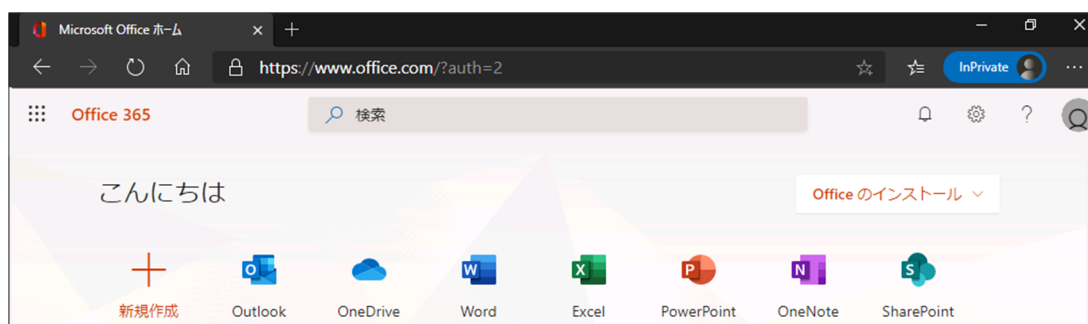 Microsoft Office ホーム
https://www.office.com/?auth=2
InPrivate
Office 365
検索
?
こんにちは
Office のインストール
新規作成 Outlook OneDrive Word Excel PowerPoint OneNote SharePoint